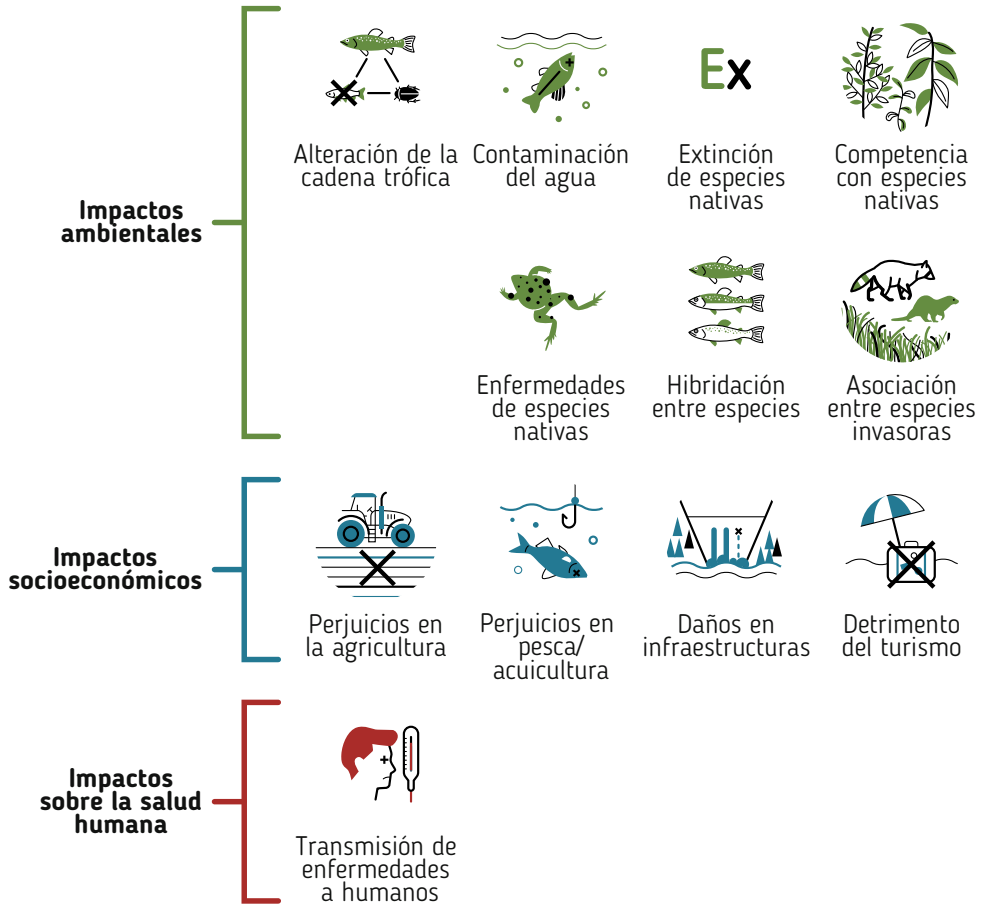 Impactos
ambientales
Alteración de la
cadena trófica
Contaminación
del agua
Ex
Extinción
de especies
nativas
Competencia
con especies
nativas
Enfermedades
de especies
nativas
Hibridación
entre especies
Asociación
entre especies
invasoras
Impactos
socioeconómicos
Perjuicios en
la agricultura
Perjuicios en
pesca/
acuicultura
Daños en
infraestructuras
Detrimento
del turismo
Impactos
sobre la salud
humana
Transmisión de
enfermedades
a humanos